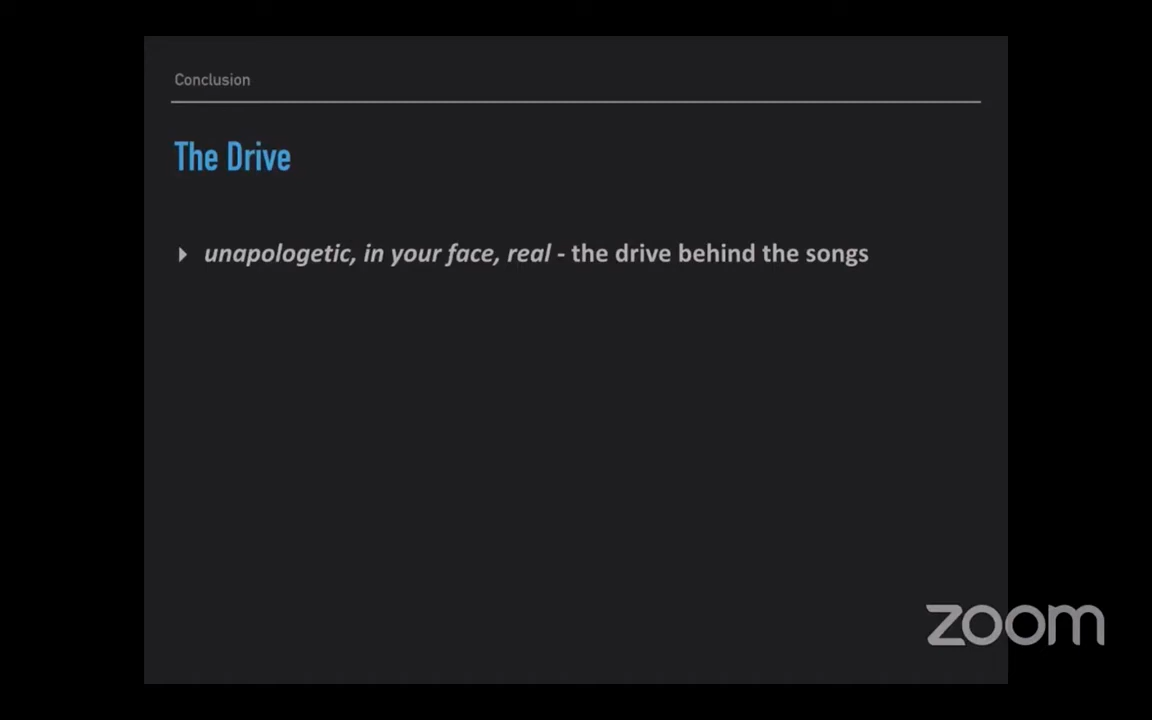 Conclusion
The Drive
unapologetic, in your face, real - the drive behind the songs
zoom